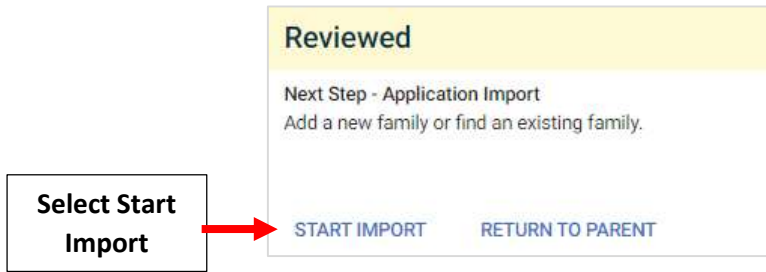 Reviewed
Next Step - Application Import
Add a new family or find an existing family.
Select Start
Import
START IMPORT RETURN TO PARENT